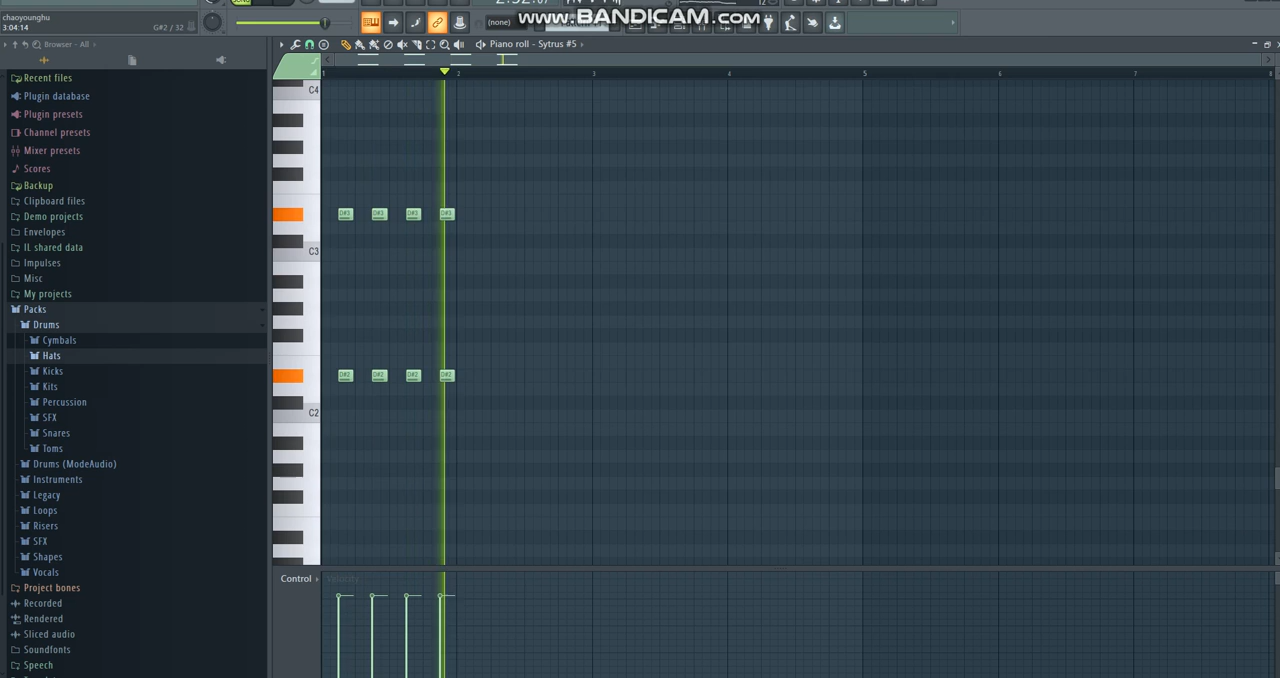 www.BANDICAM.com
chaoyounghu
3:04:14
G#2 / 32
(none)
Browser - All
Piano roll - Sytrus #5
Recent files
Plugin database
Plugin presets
Channel presets
Mixer presets
Scores
Backup
Clipboard files
Demo projects
Envelopes
IL shared data
Impulses
Misc
My projects
Packs
Drums
Cymbals
Hats
Kicks
Kits
Percussion
SFX
Snares
Toms
Drums (ModeAudio)
Instruments
Legacy
Loops
Risers
SFX
Shapes
Vocals
Project bones
Recorded
Rendered
Sliced audio
Soundfonts
Speech
1 2 3 4 5 6 7 8
C4
D#3 D#3 D#3 D#3
C3
D#2 D#2 D#2 D#2
C2
Control
Velocity